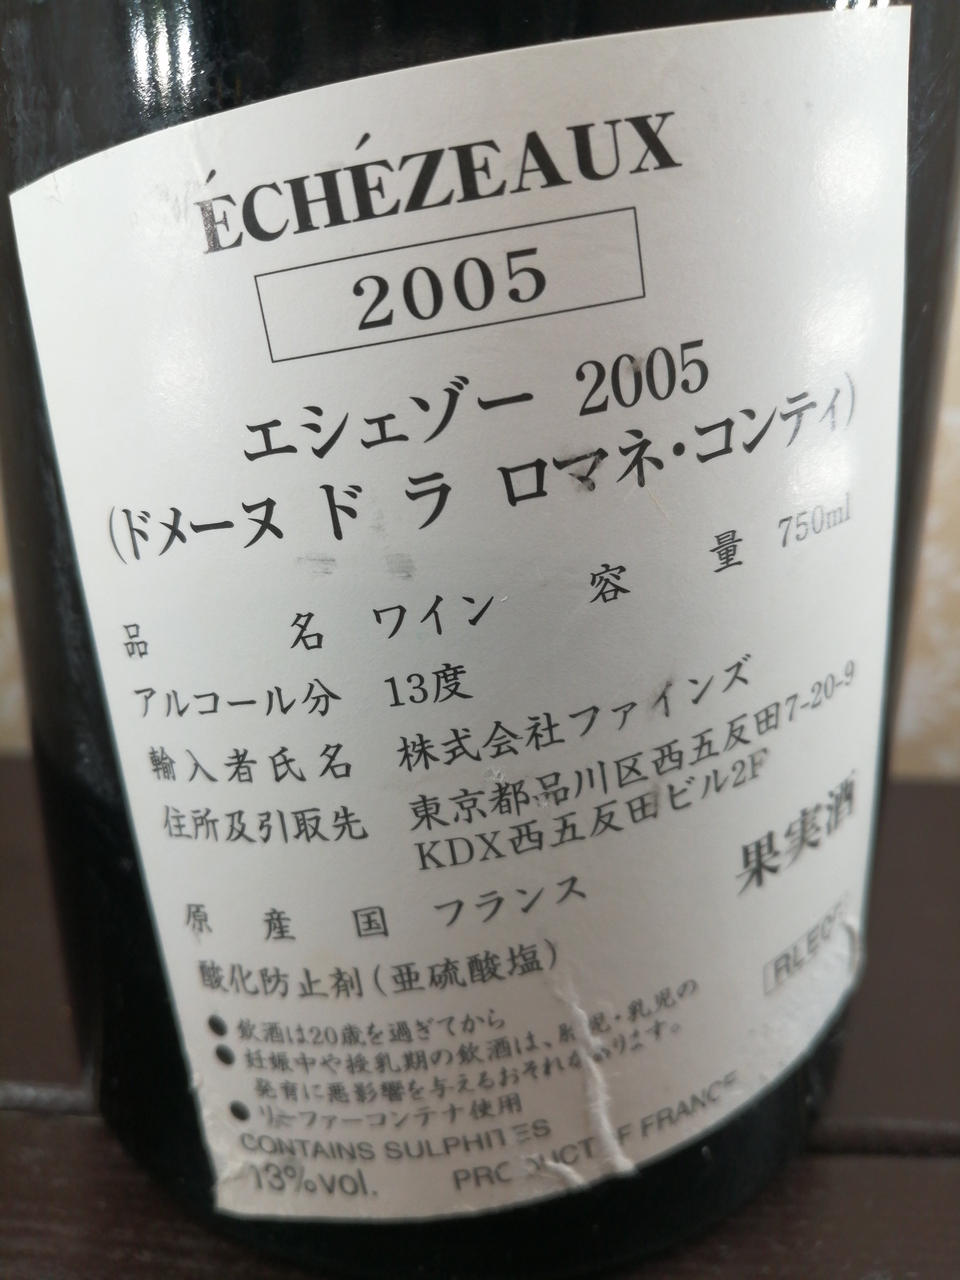 ÉCHÉZEAUX
2005
エシェゾー 2005
(ドメーヌ ド ラ ロマネ・コンティ)
品名 ワイン 容量 750ml
アルコール分 13度
輸入者氏名 株式会社ファインズ
住所及引取先 東京都品川区西五反田7-20-9
KDX西五反田ビル2F
原産国 フランス
果実酒
酸化防止剤(亜硫酸塩)
●飲酒は20歳を過ぎてから
●妊娠中や授乳期の飲酒は、胎児・乳児の
発育に悪影響を与えるおそれがあります。
●リーファーコンテナ使用
CONTAINS SULPHITES
13%vol. PRODUCT OF FRANCE